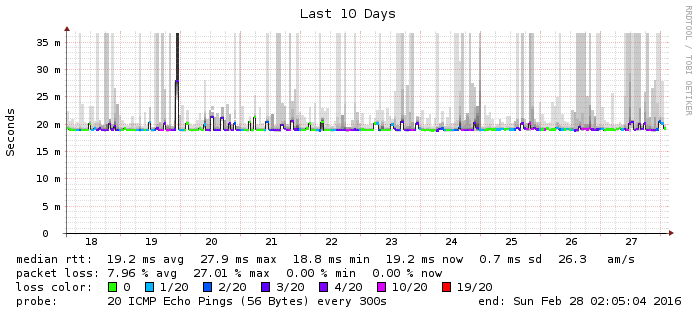 Last 10 Days
RRDTOOL / TOBI OETIKER
Seconds
35 m
30 m
25 m
20 m
15 m
10 m
5 m
0
18 19 20 21 22 23 24 25 26 27
median rtt: 19.2 ms avg 27.9 ms max 18.8 ms min 19.2 ms now 0.7 ms sd 26.3 am/s
packet loss: 7.96 % avg 27.01 % max 0.00 % min 0.00 % now
loss color: 0 1/20 2/20 3/20 4/20 10/20 19/20
probe: 20 ICMP Echo Pings (56 Bytes) every 300s end: Sun Feb 28 02:05:04 2016